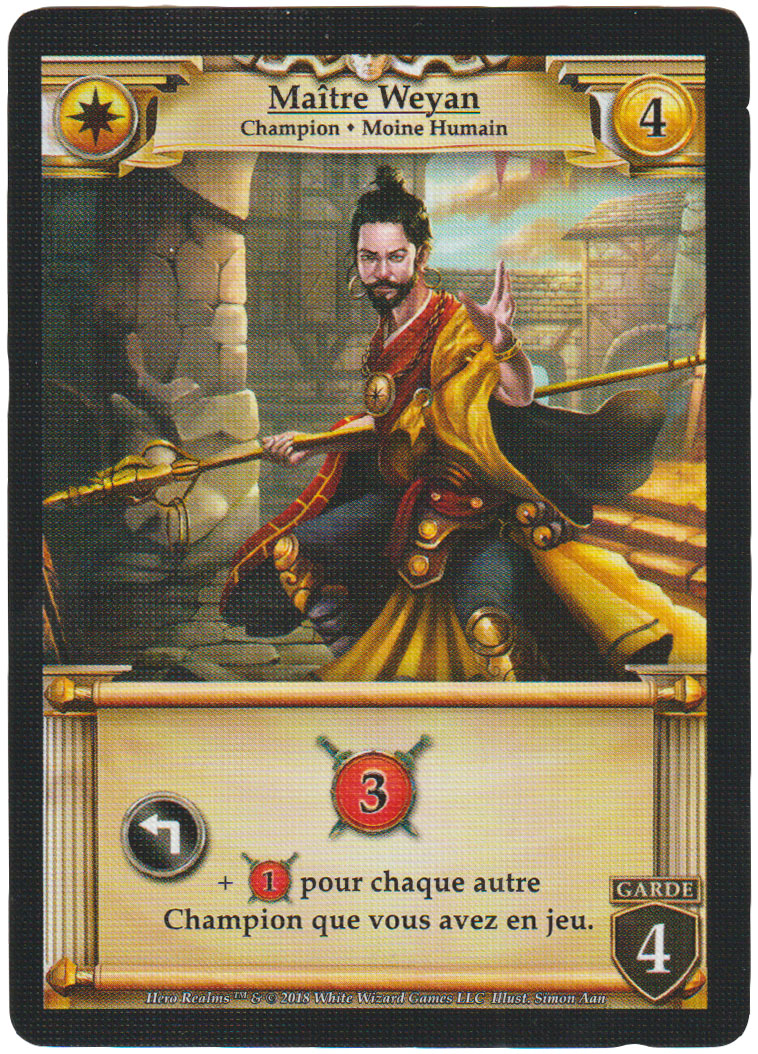 Maître Weyan
4
Champion • Moine Humain
3
+ 1 pour chaque autre
Champion que vous avez en jeu.
GARDE
4
Hero Realms™ & © 2018 White Wizard Games LLC Illust. Simon Aan